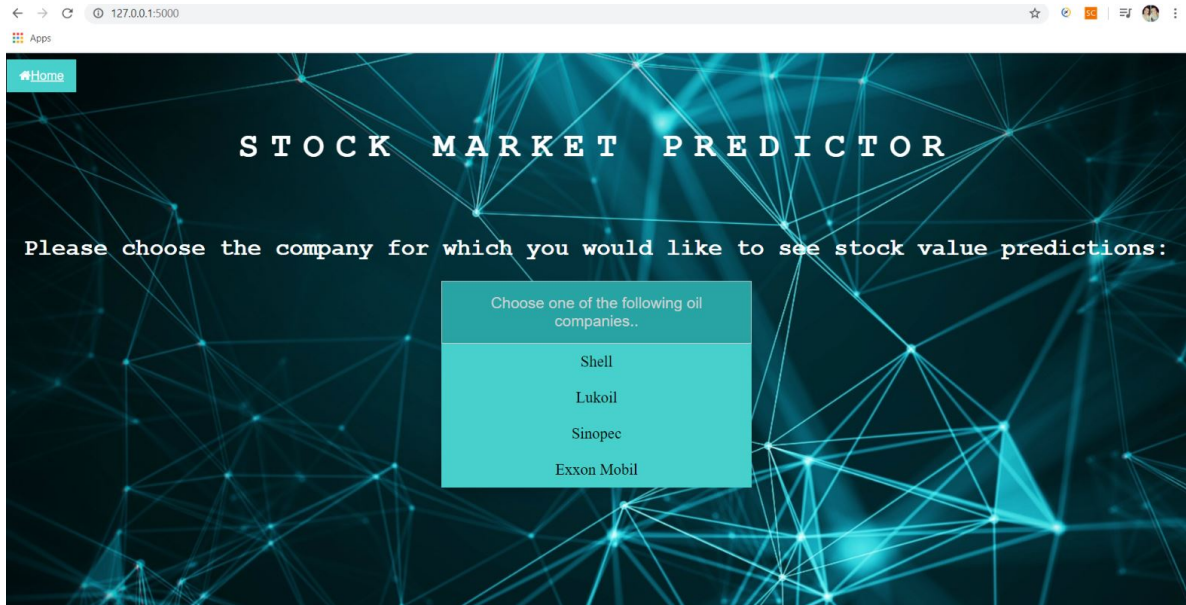 127.0.0.1:5000
SC
Apps
Home
STOCK MARKET PREDICTOR
Please choose the company for which you would like to see stock value predictions:
Choose one of the following oil
companies..
Shell
Lukoil
Sinopec
Exxon Mobil